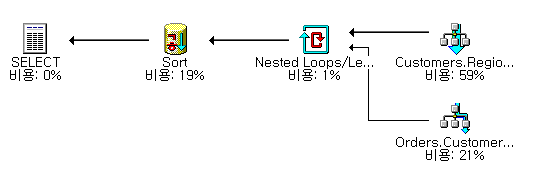 SELECT
비용: 0%
Sort
비용: 19%
Nested Loops/Le...
비용: 1%
Customers.Regio...
비용: 59%
Orders.Customer...
비용: 21%